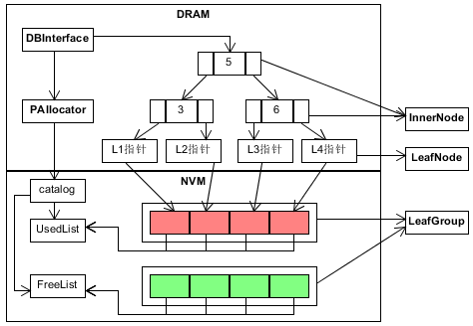 DRAM
DBInterface
5
PAllocator
3
6
InnerNode
L1指针
L2指针
L3指针
L4指针
LeafNode
NVM
catalog
UsedList
LeafGroup
FreeList